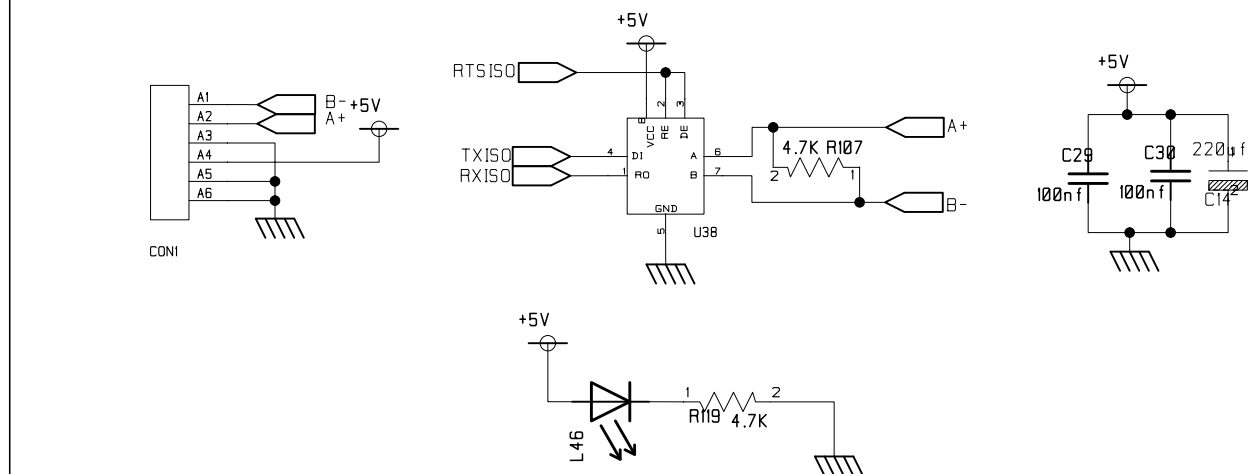 +5V
RTSISO
8
2
3
VCC
RE
DE
TXISO
4
DI
RXISO
1
RO
A
6
B
7
GND
5
U38
4.7K R107
2
1
A+
B-
A1
A2
A3
A4
A5
A6
B-
A+
+5V
CON1
+5V
C29
100nf
C30
100nf
220uf
1
2
C14
+5V
L46
1
2
R119
4.7K